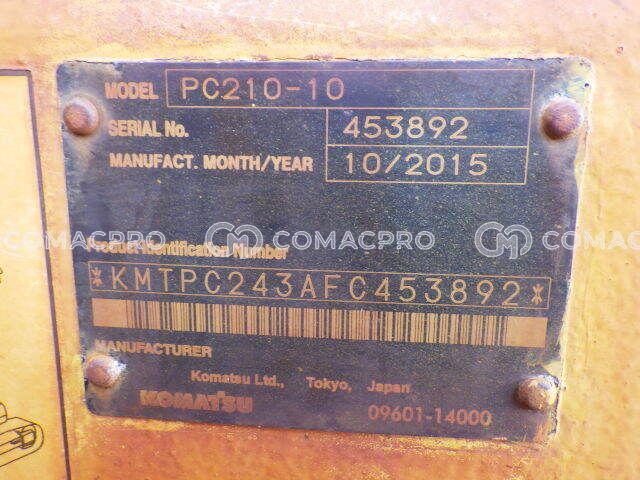 MODEL PC210-10
SERIAL No. 453892
MANUFACT. MONTH/YEAR 10/2015
COMACPRO COMACPRO
Product Identification Number
*KMTPC243AFC453892*
MANUFACTURER
Komatsu Ltd., Tokyo, Japan
KOMATSU 09601-14000